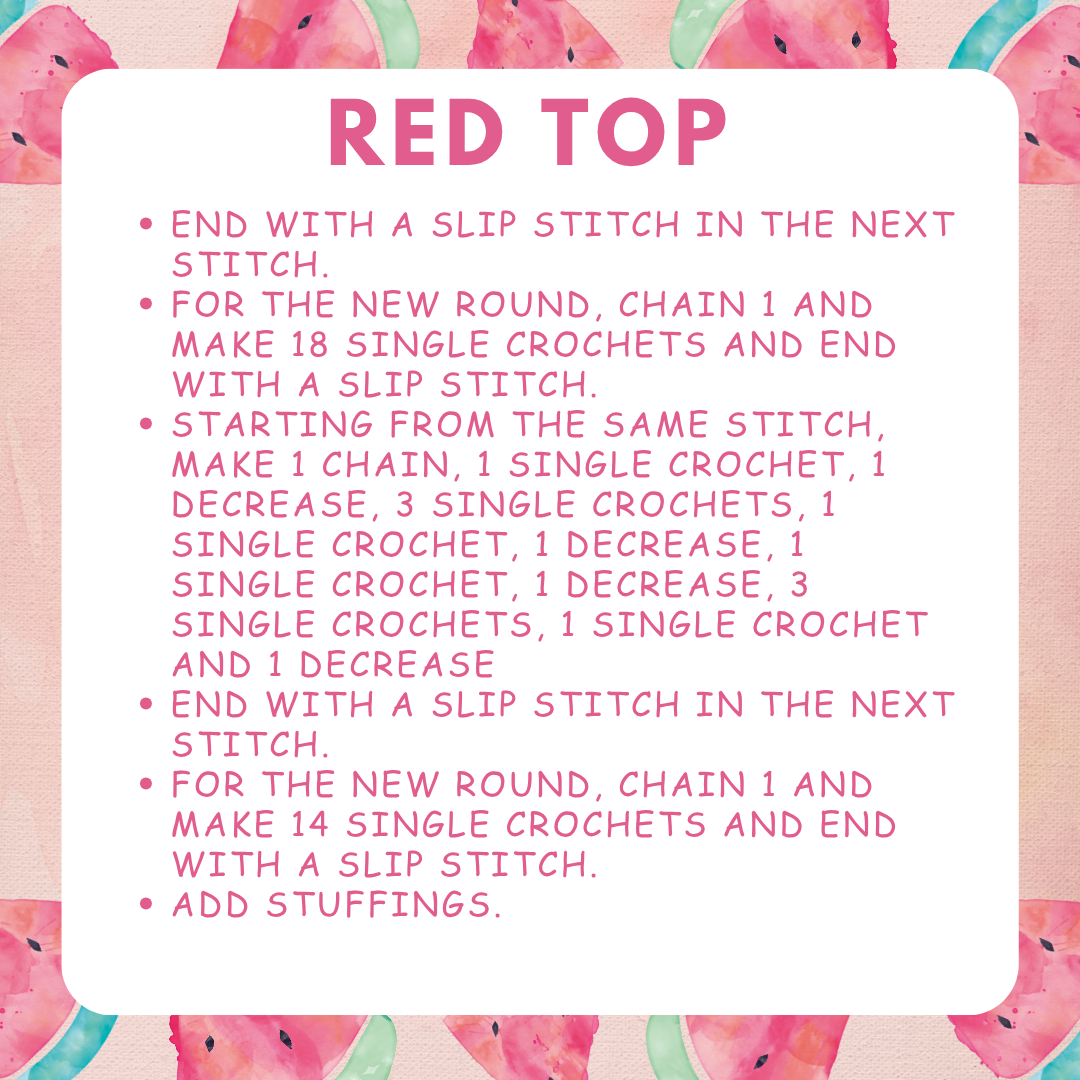 RED TOP
• END WITH A SLIP STITCH IN THE NEXT
STITCH.
• FOR THE NEW ROUND, CHAIN 1 AND
MAKE 18 SINGLE CROCHETS AND END
WITH A SLIP STITCH.
• STARTING FROM THE SAME STITCH,
MAKE 1 CHAIN, 1 SINGLE CROCHET, 1
DECREASE, 3 SINGLE CROCHETS, 1
SINGLE CROCHET, 1 DECREASE, 1
SINGLE CROCHET, 1 DECREASE, 3
SINGLE CROCHETS, 1 SINGLE CROCHET
AND 1 DECREASE
• END WITH A SLIP STITCH IN THE NEXT
STITCH.
• FOR THE NEW ROUND, CHAIN 1 AND
MAKE 14 SINGLE CROCHETS AND END
WITH A SLIP STITCH.
• ADD STUFFINGS.